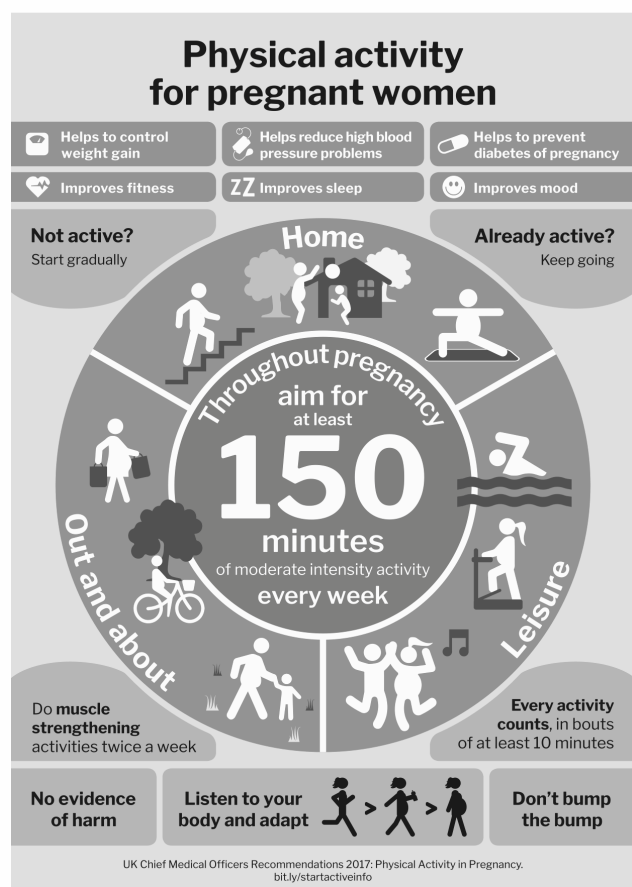 Physical activity
for pregnant women
Helps to control
weight gain
Helps reduce high blood
pressure problems
Helps to prevent
diabetes of pregnancy
Improves fitness
ZZ Improves sleep
Improves mood
Not active?
Start gradually
Already active?
Keep going
Home
Throughout pregnancy
aim for
at least
150
minutes
of moderate intensity activity
every week
Out and about
Leisure
Do muscle
strengthening
activities twice a week
Every activity
counts, in bouts
of at least 10 minutes
No evidence
of harm
Listen to your
body and adapt
> >
Don't bump
the bump
UK Chief Medical Officers Recommendations 2017: Physical Activity in Pregnancy.
bit.ly/startactiveinfo